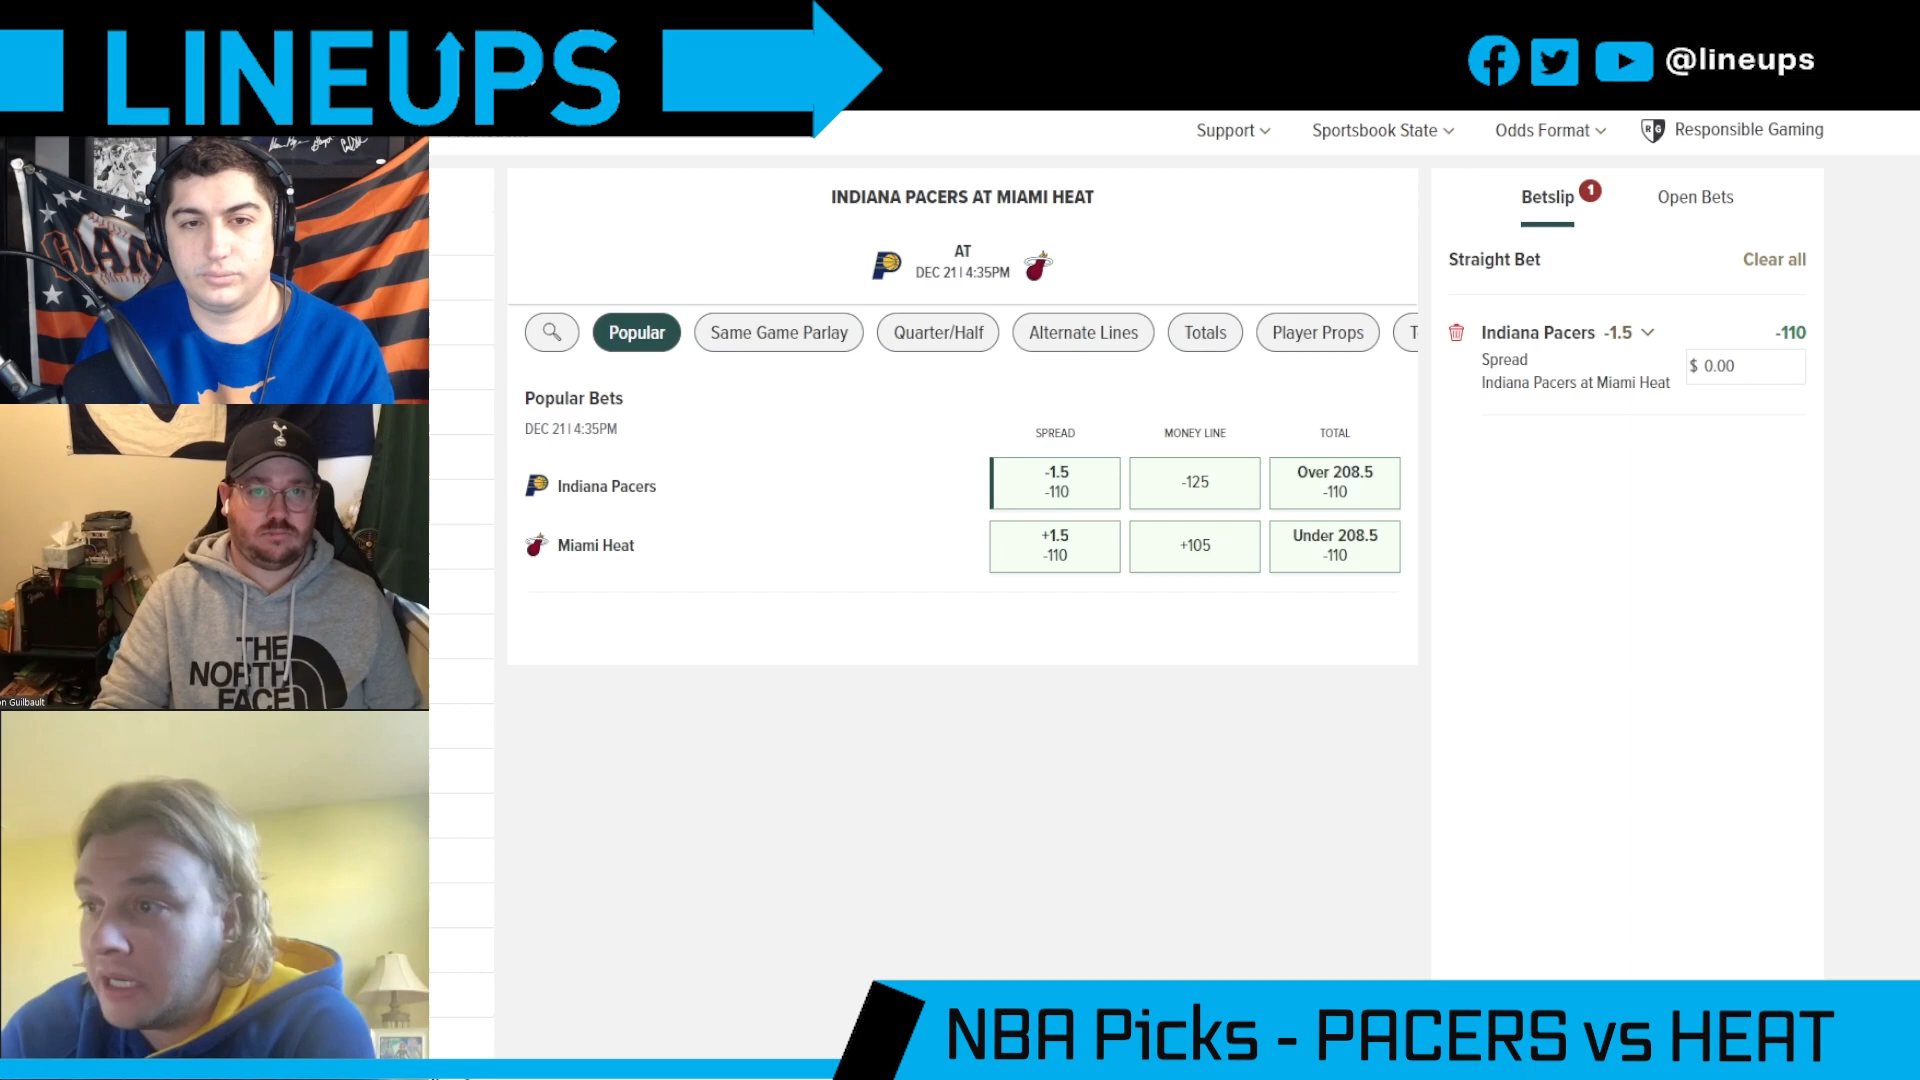 LINEUPS
@lineups
Support
Sportsbook State
Odds Format
RG
Responsible Gaming
INDIANA PACERS AT MIAMI HEAT
AT
DEC 21 | 4:35PM
Popular
Same Game Parlay
Quarter/Half
Alternate Lines
Totals
Player Props
T
Popular Bets
DEC 21 | 4:35PM
SPREAD
MONEY LINE
TOTAL
Indiana Pacers
-1.5
-110
-125
Over 208.5
-110
Miami Heat
+1.5
-110
+105
Under 208.5
-110
Betslip 1
Open Bets
Straight Bet
Clear all
Indiana Pacers -1.5
-110
Spread
$ 0.00
Indiana Pacers at Miami Heat
GIAN
THE
NORTH
FACE
n Guilbault
NBA Picks - PACERS vs HEAT